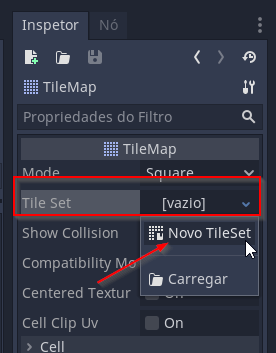 Inspetor
Nó
TileMap
Propriedades do Filtro
TileMap
Mode
Square
Tile Set
[vazio]
Show Collision
Novo TileSet
Compatibility Mo
Carregar
Centered Textur
On
Cell Clip Uv
On
Cell